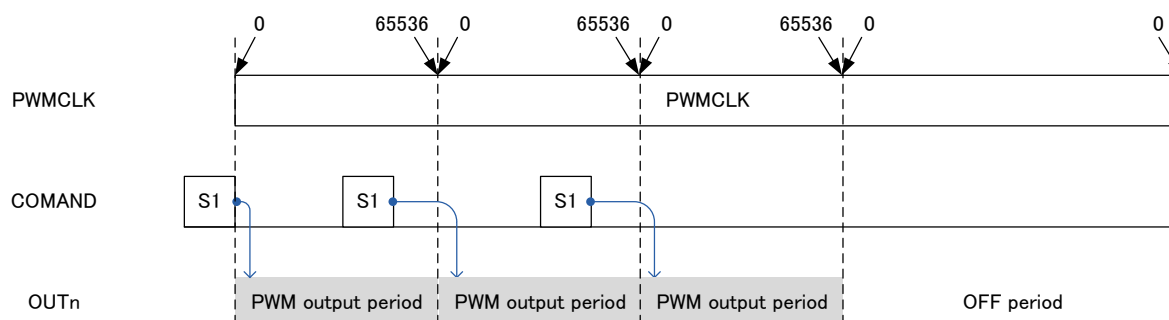 0 65536 0 65536 0 65536 0 0
PWMCLK PWMCLK
COMAND S1 S1 S1
OUTn PWM output period PWM output period PWM output period OFF period